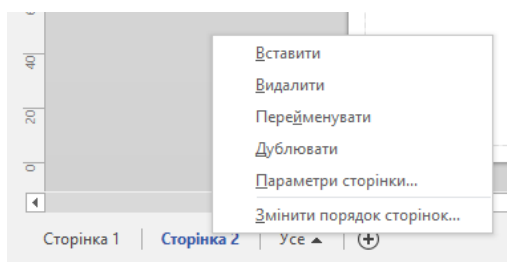 40
20
0
Вставити
Видалити
Перейменувати
Дублювати
Параметри сторінки...
Змінити порядок сторінок...
Сторінка 1 Сторінка 2 Усе